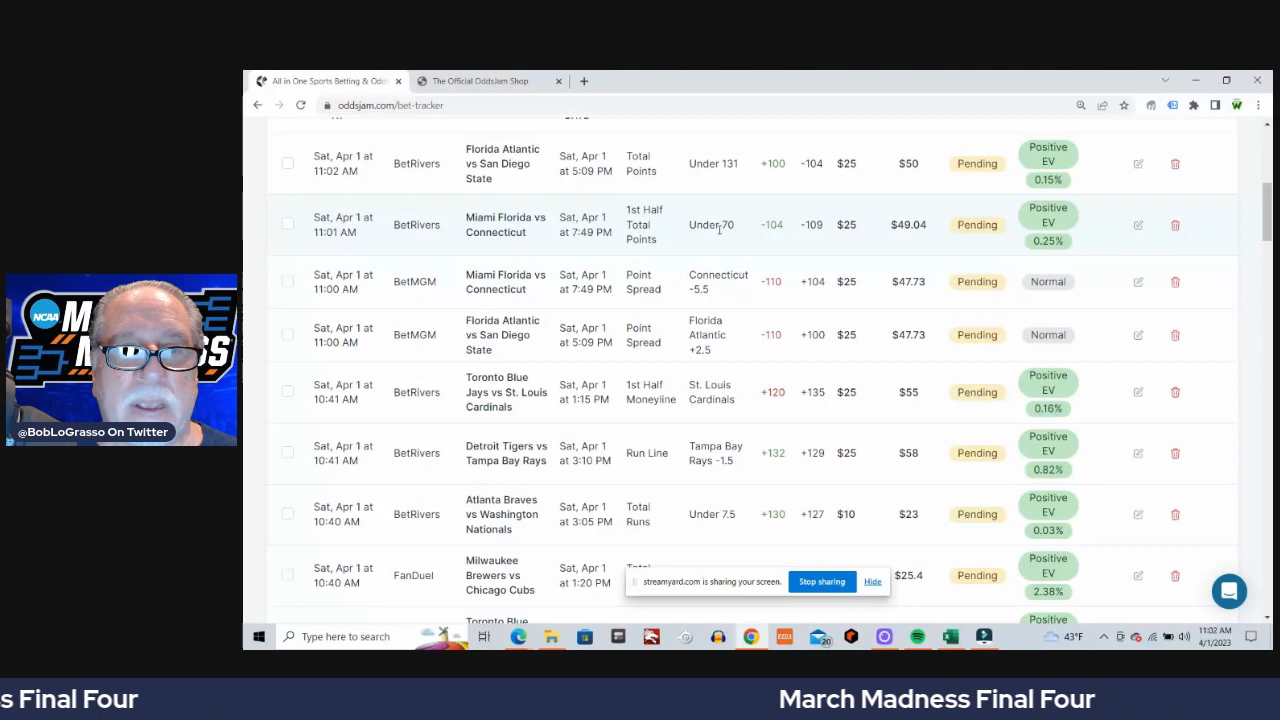 All in One Sports Betting & Odds
The Official OddsJam Shop
oddsjam.com/bet-tracker
Sat, Apr 1 at
11:02 AM
BetRivers
Florida Atlantic
vs San Diego
State
Sat, Apr 1
at 5:09 PM
Total
Points
Under 131
+100
-104
$25
$50
Pending
Positive
EV
0.15%
Sat, Apr 1 at
11:01 AM
BetRivers
Miami Florida vs
Connecticut
Sat, Apr 1
at 7:49 PM
1st Half
Total
Points
Under 70
-104
-109
$25
$49.04
Pending
Positive
EV
0.25%
Sat, Apr 1 at
11:00 AM
BetMGM
Miami Florida vs
Connecticut
Sat, Apr 1
at 7:49 PM
Point
Spread
Connecticut
-5.5
-110
+104
$25
$47.73
Pending
Normal
Sat, Apr 1 at
11:00 AM
BetMGM
Florida Atlantic
vs San Diego
State
Sat, Apr 1
at 5:09 PM
Point
Spread
Florida
Atlantic
+2.5
-110
+100
$25
$47.73
Pending
Normal
Sat, Apr 1 at
10:41 AM
BetRivers
Toronto Blue
Jays vs St. Louis
Cardinals
Sat, Apr 1
at 1:15 PM
1st Half
Moneyline
St. Louis
Cardinals
+120
+135
$25
$55
Pending
Positive
EV
0.16%
Sat, Apr 1 at
10:41 AM
BetRivers
Detroit Tigers vs
Tampa Bay Rays
Sat, Apr 1
at 3:10 PM
Run Line
Tampa Bay
Rays -1.5
+132
+129
$25
$58
Pending
Positive
EV
0.82%
Sat, Apr 1 at
10:40 AM
BetRivers
Atlanta Braves
vs Washington
Nationals
Sat, Apr 1
at 3:05 PM
Total
Runs
Under 7.5
+130
+127
$10
$23
Pending
Positive
EV
0.03%
Sat, Apr 1 at
10:40 AM
FanDuel
Milwaukee
Brewers vs
Chicago Cubs
Sat, Apr 1
at 1:20 PM
$25.4
Pending
Positive
EV
2.38%
streamyard.com is sharing your screen.
Stop sharing
Hide
NCAA
@BobLoGrasso On Twitter
Type here to search
20
43°F
11:02 AM
4/1/2023
s Final Four
March Madness Final Four